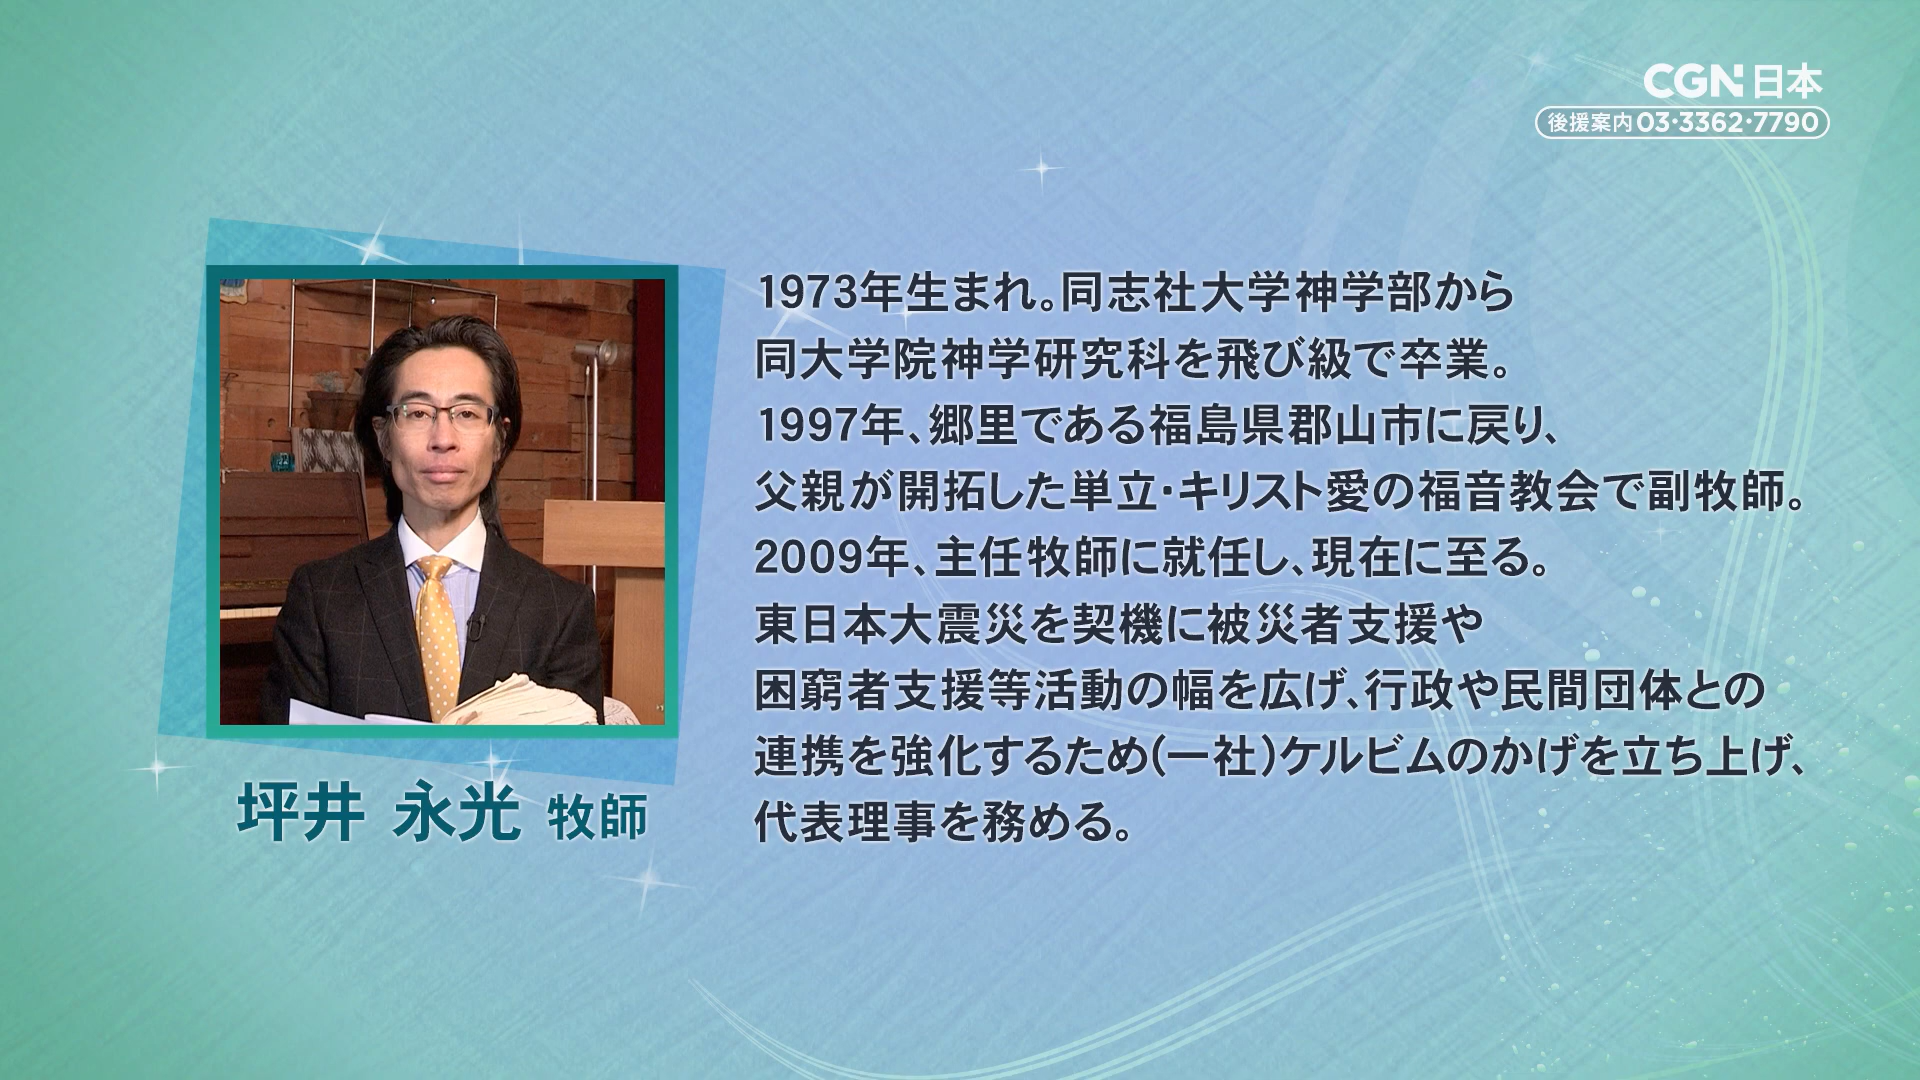 CGN日本
後援案内 03・3362・7790
1973年生まれ。同志社大学神学部から
同大学院神学研究科を飛び級で卒業。
1997年、郷里である福島県郡山市に戻り、
父親が開拓した単立・キリスト愛の福音教会で副牧師。
2009年、主任牧師に就任し、現在に至る。
東日本大震災を契機に被災者支援や
困窮者支援等活動の幅を広げ、行政や民間団体との
連携を強化するため(一社)ケルビムのかげを立ち上げ、
代表理事を務める。
坪井 永光 牧師